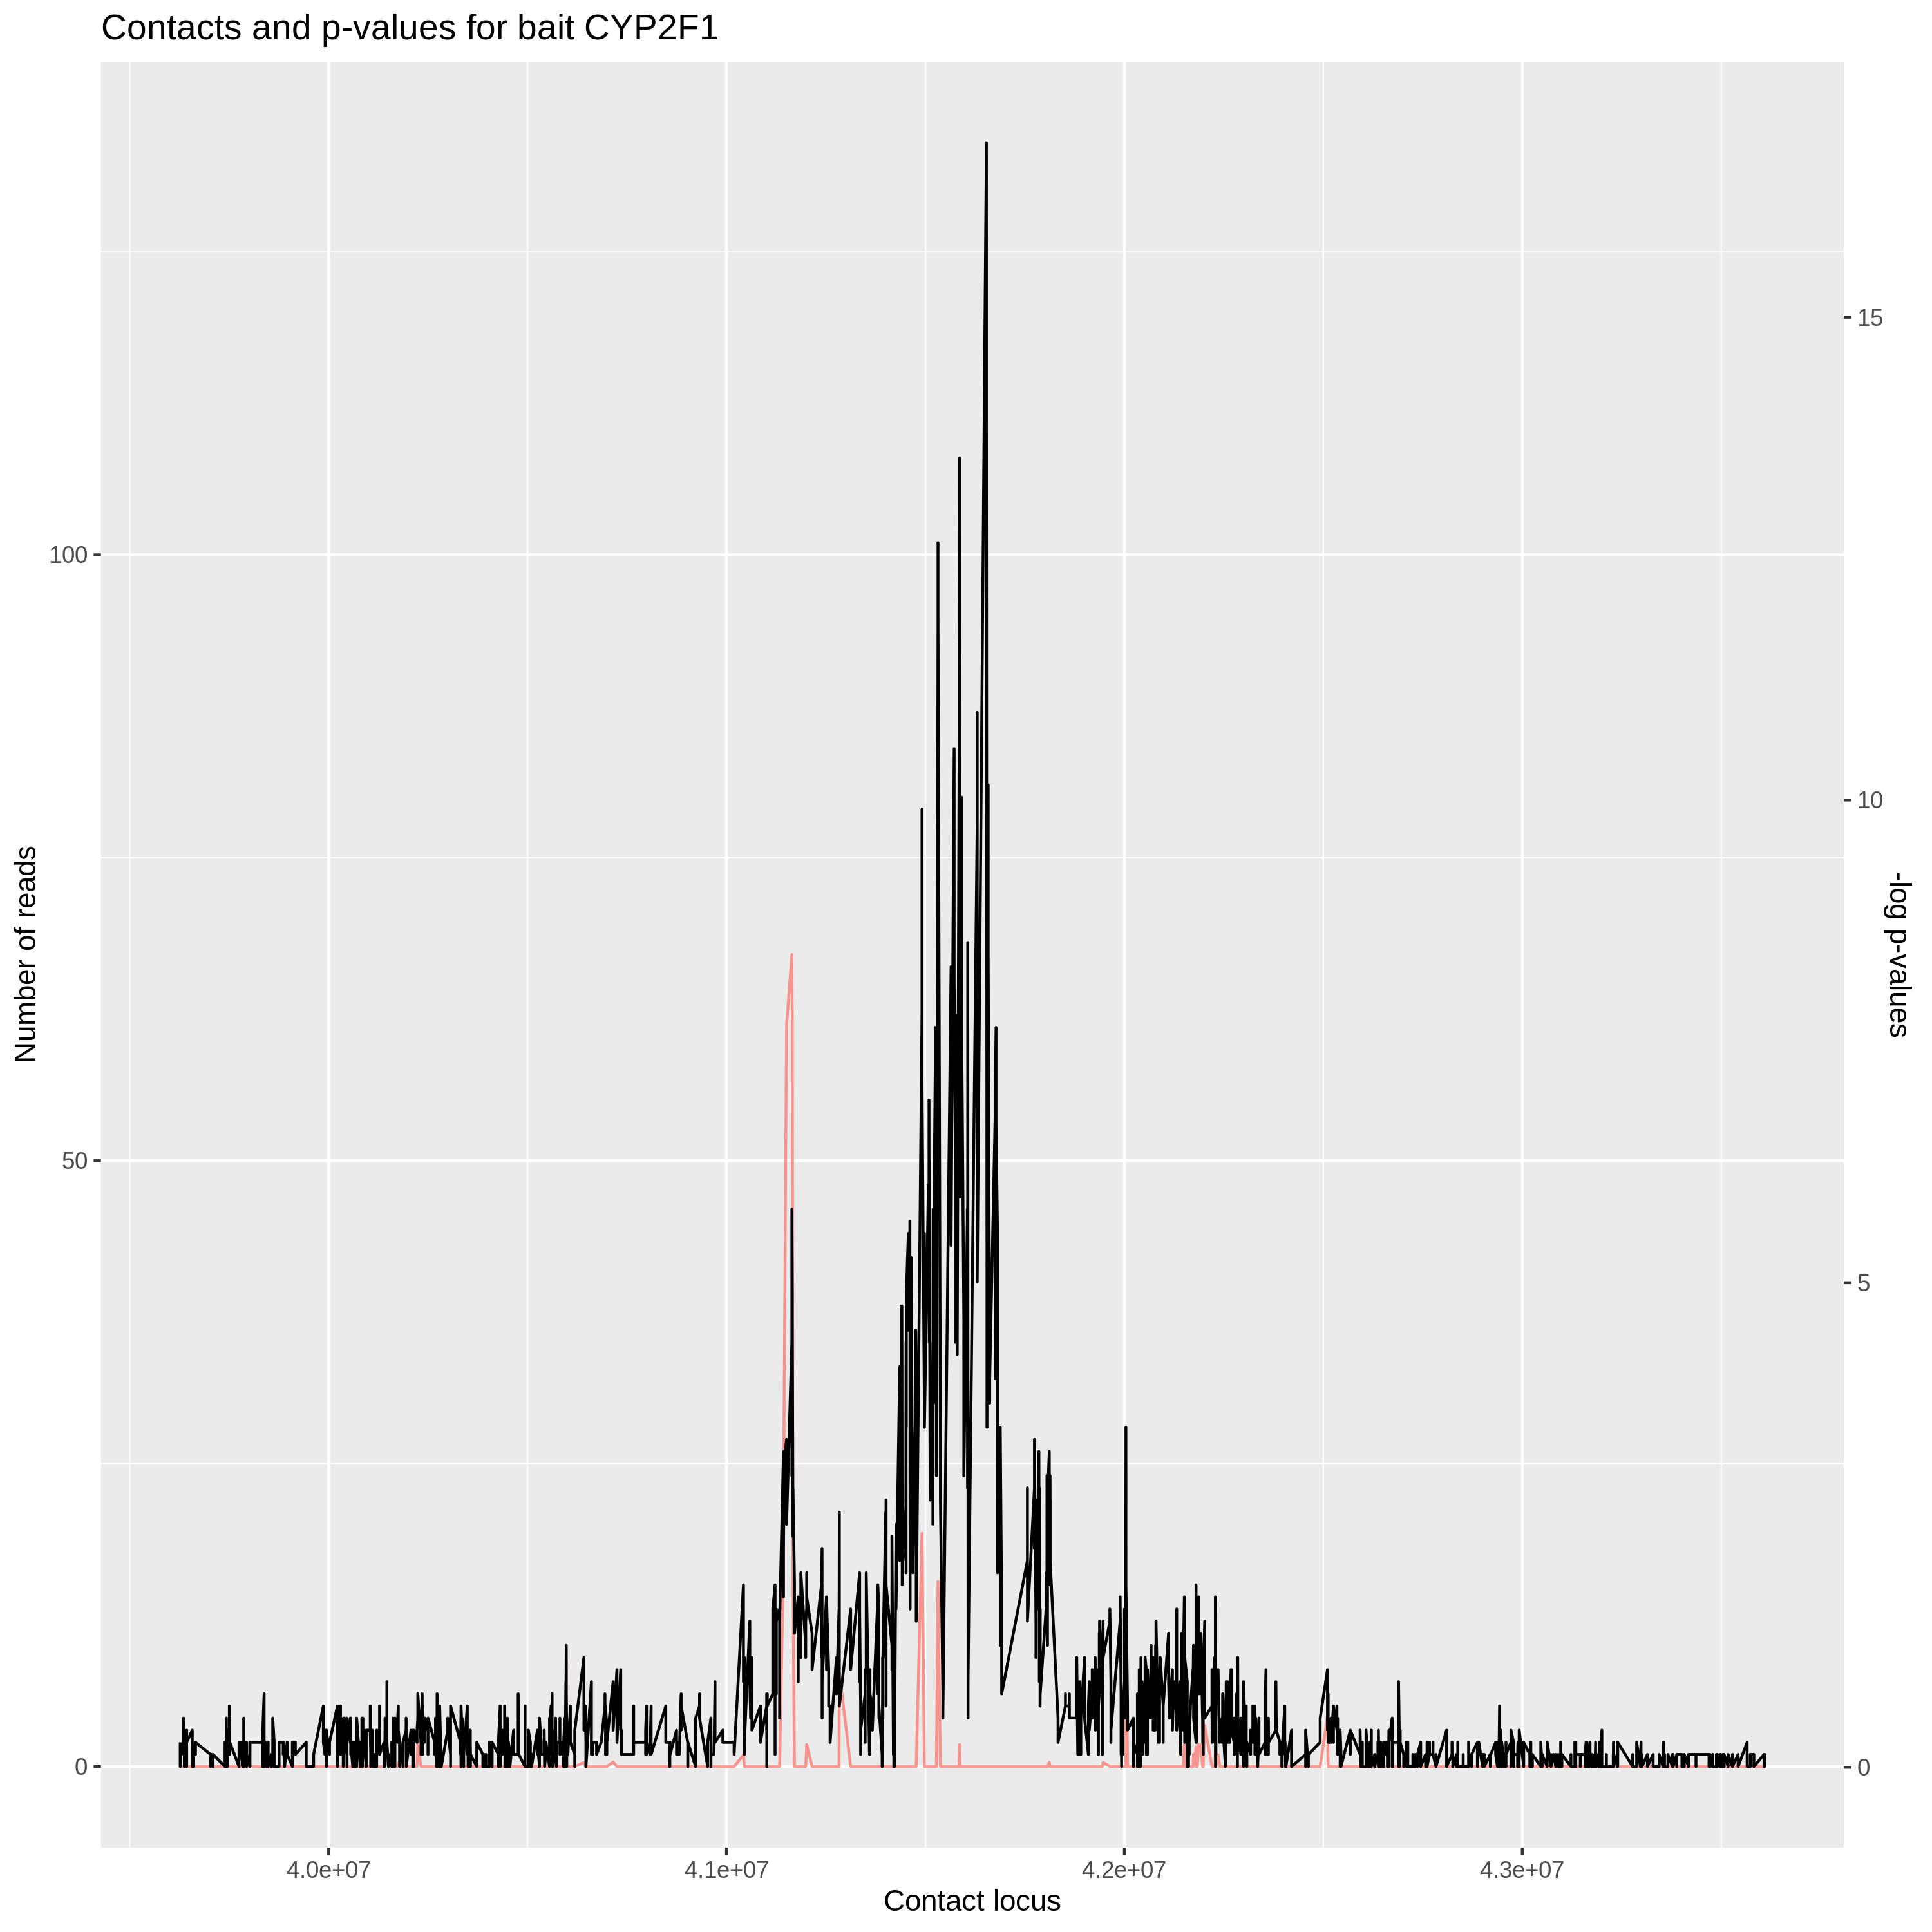 Contacts and p-values for bait CYP2F1
Number of reads
100
50
0
15
10
5
0
-log p-values
4.0e+07
4.1e+07
4.2e+07
4.3e+07
Contact locus